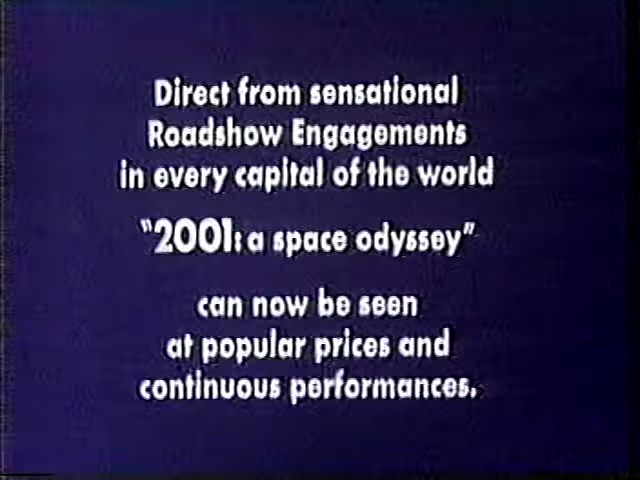 Direct from sensational
Roadshow Engagements
in every capital of the world
"2001: a space odyssey"
can now be seen
at popular prices and
continuous performances.